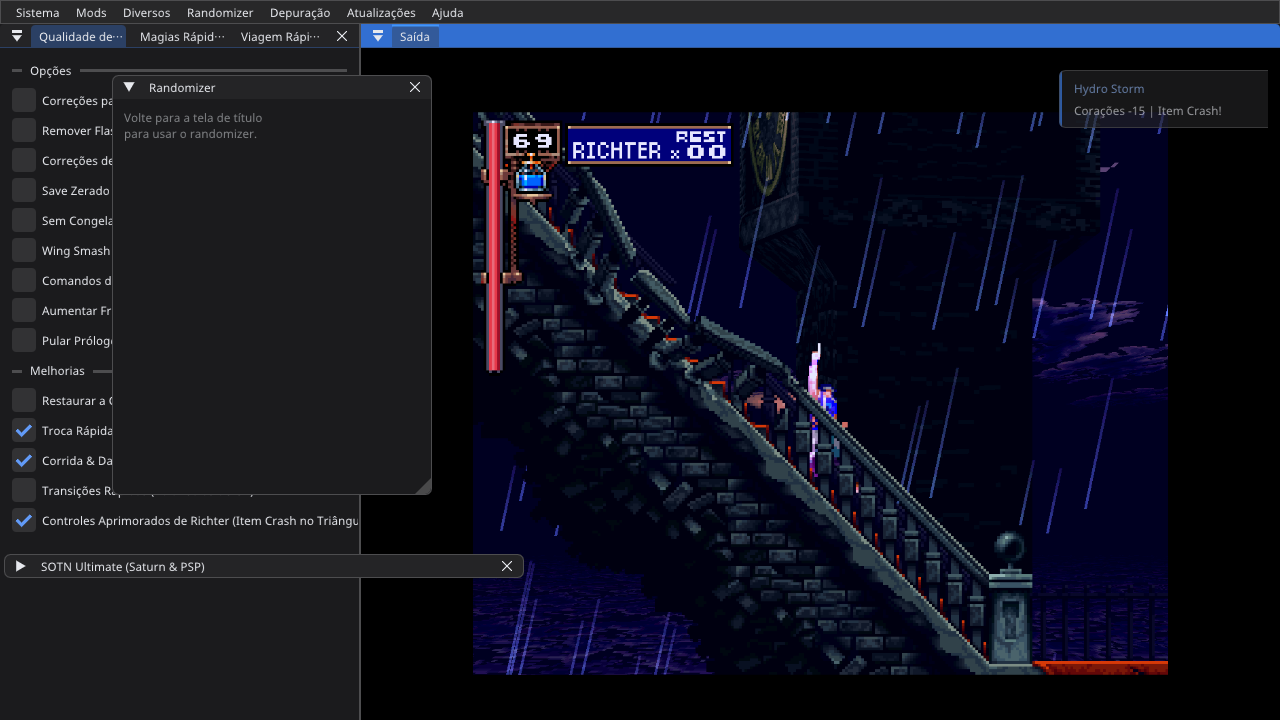 Sistema Mods Diversos Randomizer Depuração Atualizações Ajuda
Qualidade de··· Magias Rápid··· Viagem Rápi··· Saída
Opções
Randomizer
Volte para a tela de título
para usar o randomizer.
Correções pa
Remover Flas
Correções de
Save Zerado
Sem Congela
Wing Smash
Comandos d
Aumentar Fr
Pular Prólogo
Melhorias
Restaurar a
Troca Rápida
Corrida & Da
Transições
Controles Aprimorados de Richter (Item Crash no Triângu
SOTN Ultimate (Saturn & PSP)
69
REST
RICHTER x 00
Hydro Storm
Corações -15 | Item Crash!